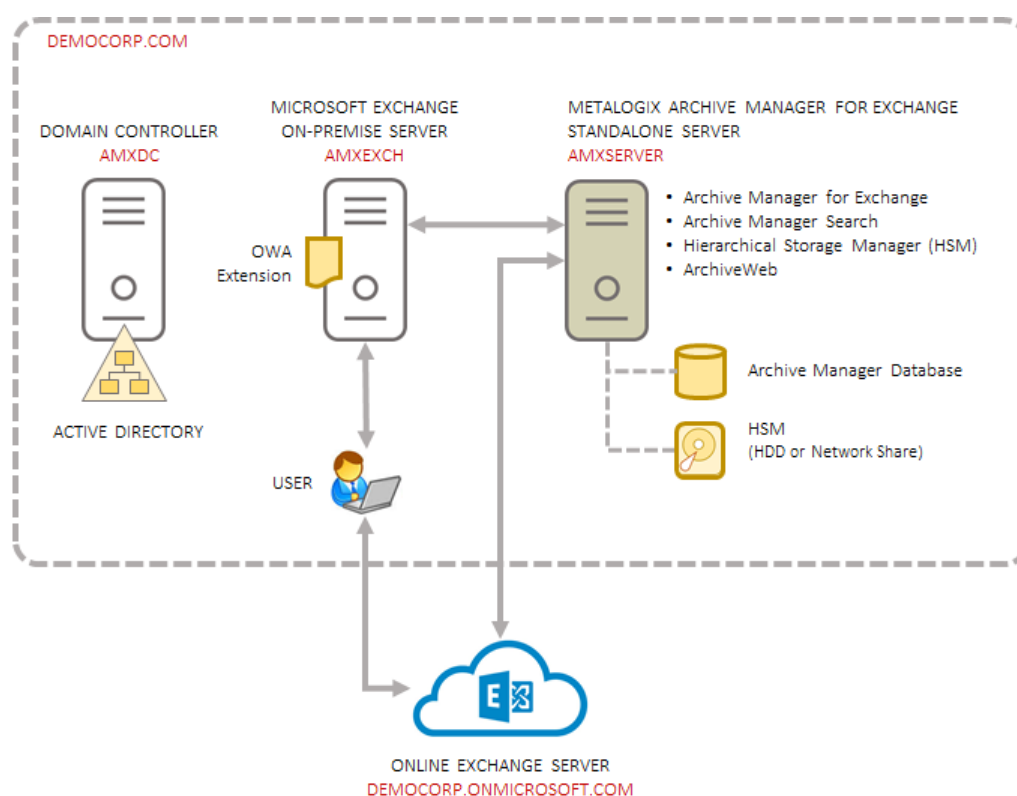 DEMOCORP.COM
DOMAIN CONTROLLER
AMXDC
MICROSOFT EXCHANGE
ON-PREMISE SERVER
AMXEXCH
METALOGIX ARCHIVE MANAGER FOR EXCHANGE
STANDALONE SERVER
AMXSERVER
• Archive Manager for Exchange
• Archive Manager Search
• Hierarchical Storage Manager (HSM)
• ArchiveWeb
OWA
Extension
Archive Manager Database
HSM
(HDD or Network Share)
ACTIVE DIRECTORY
USER
E
ONLINE EXCHANGE SERVER
DEMOCORP.ONMICROSOFT.COM